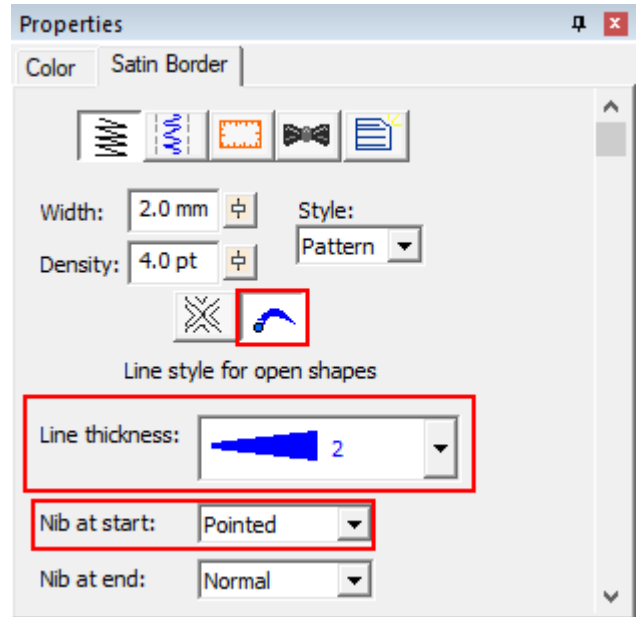 Properties
Color Satin Border
Width: 2.0 mm Style:
Density: 4.0 pt Pattern
Line style for open shapes
Line thickness: 2
Nib at start: Pointed
Nib at end: Normal